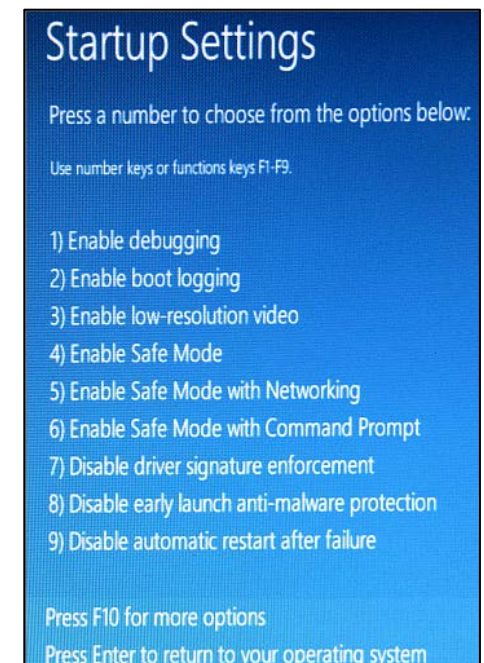 Startup Settings
Press a number to choose from the options below:
Use number keys or functions keys F1-F9.
1) Enable debugging
2) Enable boot logging
3) Enable low-resolution video
4) Enable Safe Mode
5) Enable Safe Mode with Networking
6) Enable Safe Mode with Command Prompt
7) Disable driver signature enforcement
8) Disable early launch anti-malware protection
9) Disable automatic restart after failure
Press F10 for more options
Press Enter to return to your operating system